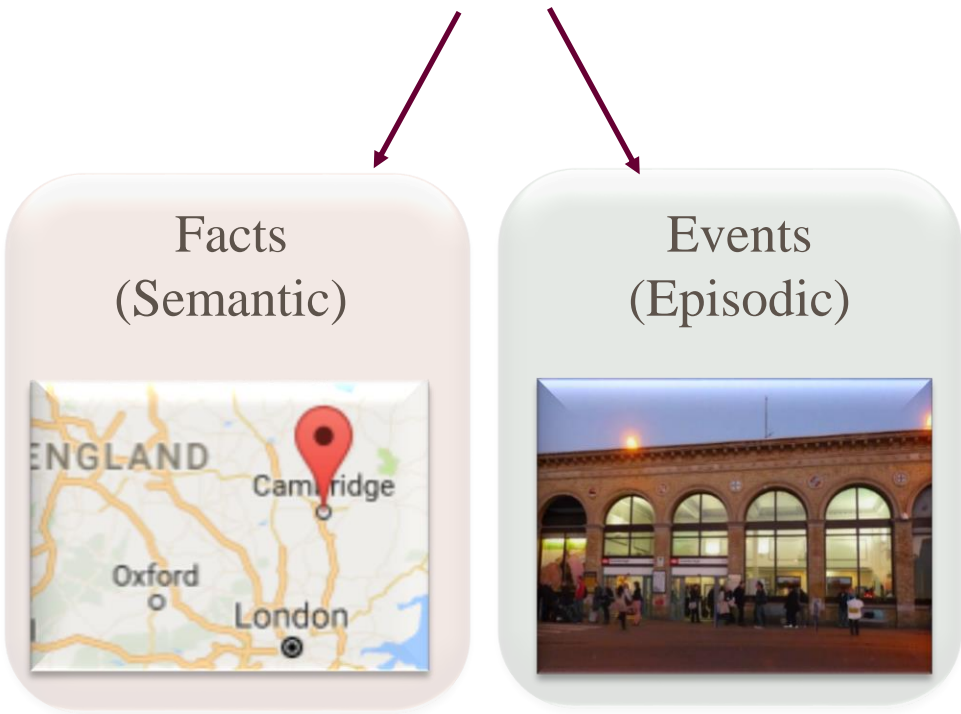 Facts
(Semantic)
Events
(Episodic)
ENGLAND
Cambridge
Oxford
London